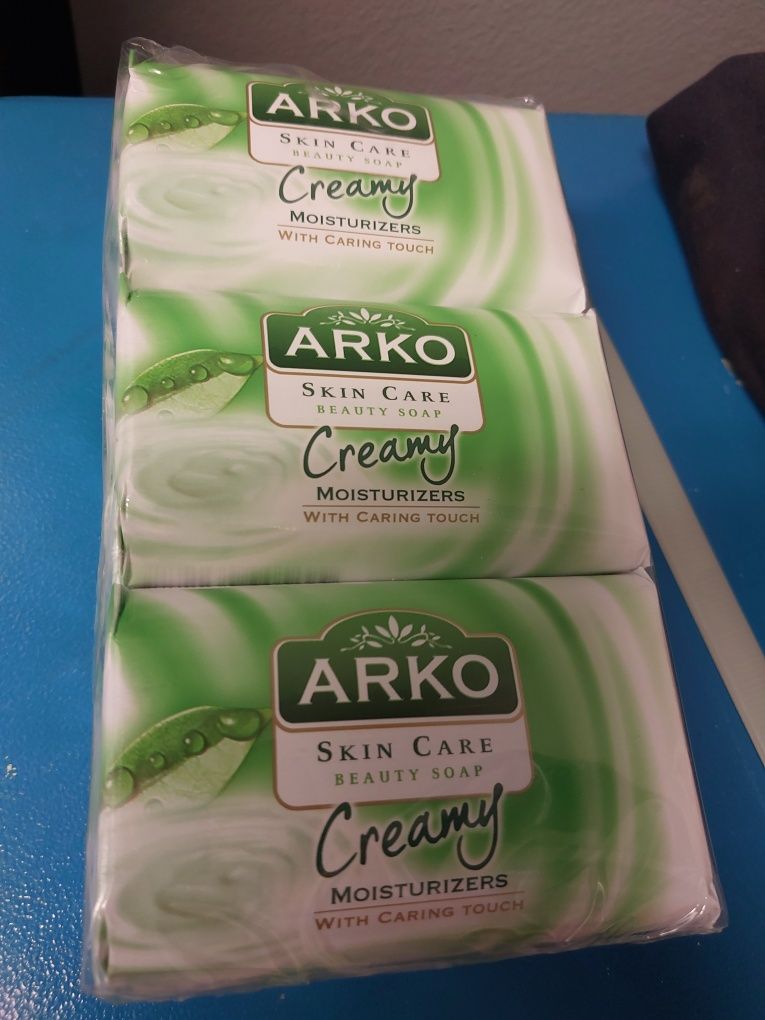 ARKO
SKIN CARE
BEAUTY SOAP
Creamy
MOISTURIZERS
WITH CARING TOUCH
ARKO
SKIN CARE
BEAUTY SOAP
Creamy
MOISTURIZERS
WITH CARING TOUCH
ARKO
SKIN CARE
BEAUTY SOAP
Creamy
MOISTURIZERS
WITH CARING TOUCH